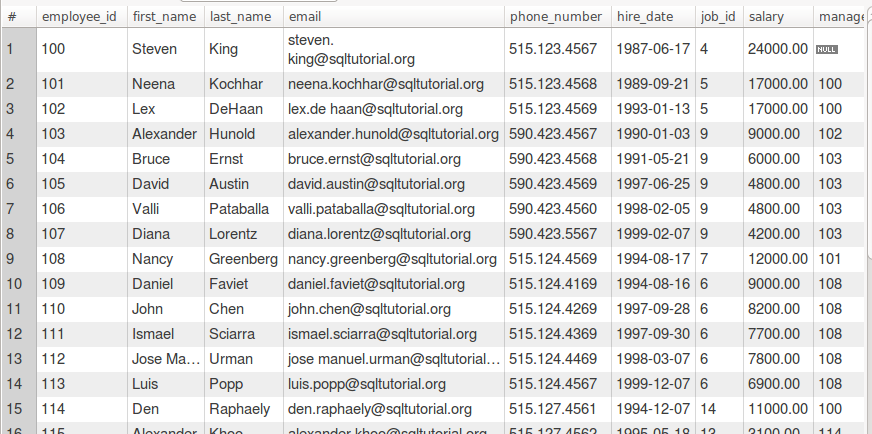 # employee_id first_name last_name email phone_number hire_date job_id salary manage
1 100 Steven King steven. 515.123.4567 1987-06-17 4 24000.00 NULL
king@sqltutorial.org
2 101 Neena Kochhar neena.kochhar@sqltutorial.org 515.123.4568 1989-09-21 5 17000.00 100
3 102 Lex DeHaan lex.de haan@sqltutorial.org 515.123.4569 1993-01-13 5 17000.00 100
4 103 Alexander Hunold alexander.hunold@sqltutorial.org 590.423.4567 1990-01-03 9 9000.00 102
5 104 Bruce Ernst bruce.ernst@sqltutorial.org 590.423.4568 1991-05-21 9 6000.00 103
6 105 David Austin david.austin@sqltutorial.org 590.423.4569 1997-06-25 9 4800.00 103
7 106 Valli Pataballa valli.pataballa@sqltutorial.org 590.423.4560 1998-02-05 9 4800.00 103
8 107 Diana Lorentz diana.lorentz@sqltutorial.org 590.423.5567 1999-02-07 9 4200.00 103
9 108 Nancy Greenberg nancy.greenberg@sqltutorial.org 515.124.4569 1994-08-17 7 12000.00 101
10 109 Daniel Faviet daniel.faviet@sqltutorial.org 515.124.4169 1994-08-16 6 9000.00 108
11 110 John Chen john.chen@sqltutorial.org 515.124.4269 1997-09-28 6 8200.00 108
12 111 Ismael Sciarra ismael.sciarra@sqltutorial.org 515.124.4369 1997-09-30 6 7700.00 108
13 112 Jose Ma... Urman jose manuel.urman@sqltutorial... 515.124.4469 1998-03-07 6 7800.00 108
14 113 Luis Popp luis.popp@sqltutorial.org 515.124.4567 1999-12-07 6 6900.00 108
15 114 Den Raphaely den.raphaely@sqltutorial.org 515.127.4561 1994-12-07 14 11000.00 100
16 115 Alexander Khoo alexander.khoo@sqltutorial.org 515.127.4562 1995-05-18 13 3100.00 114